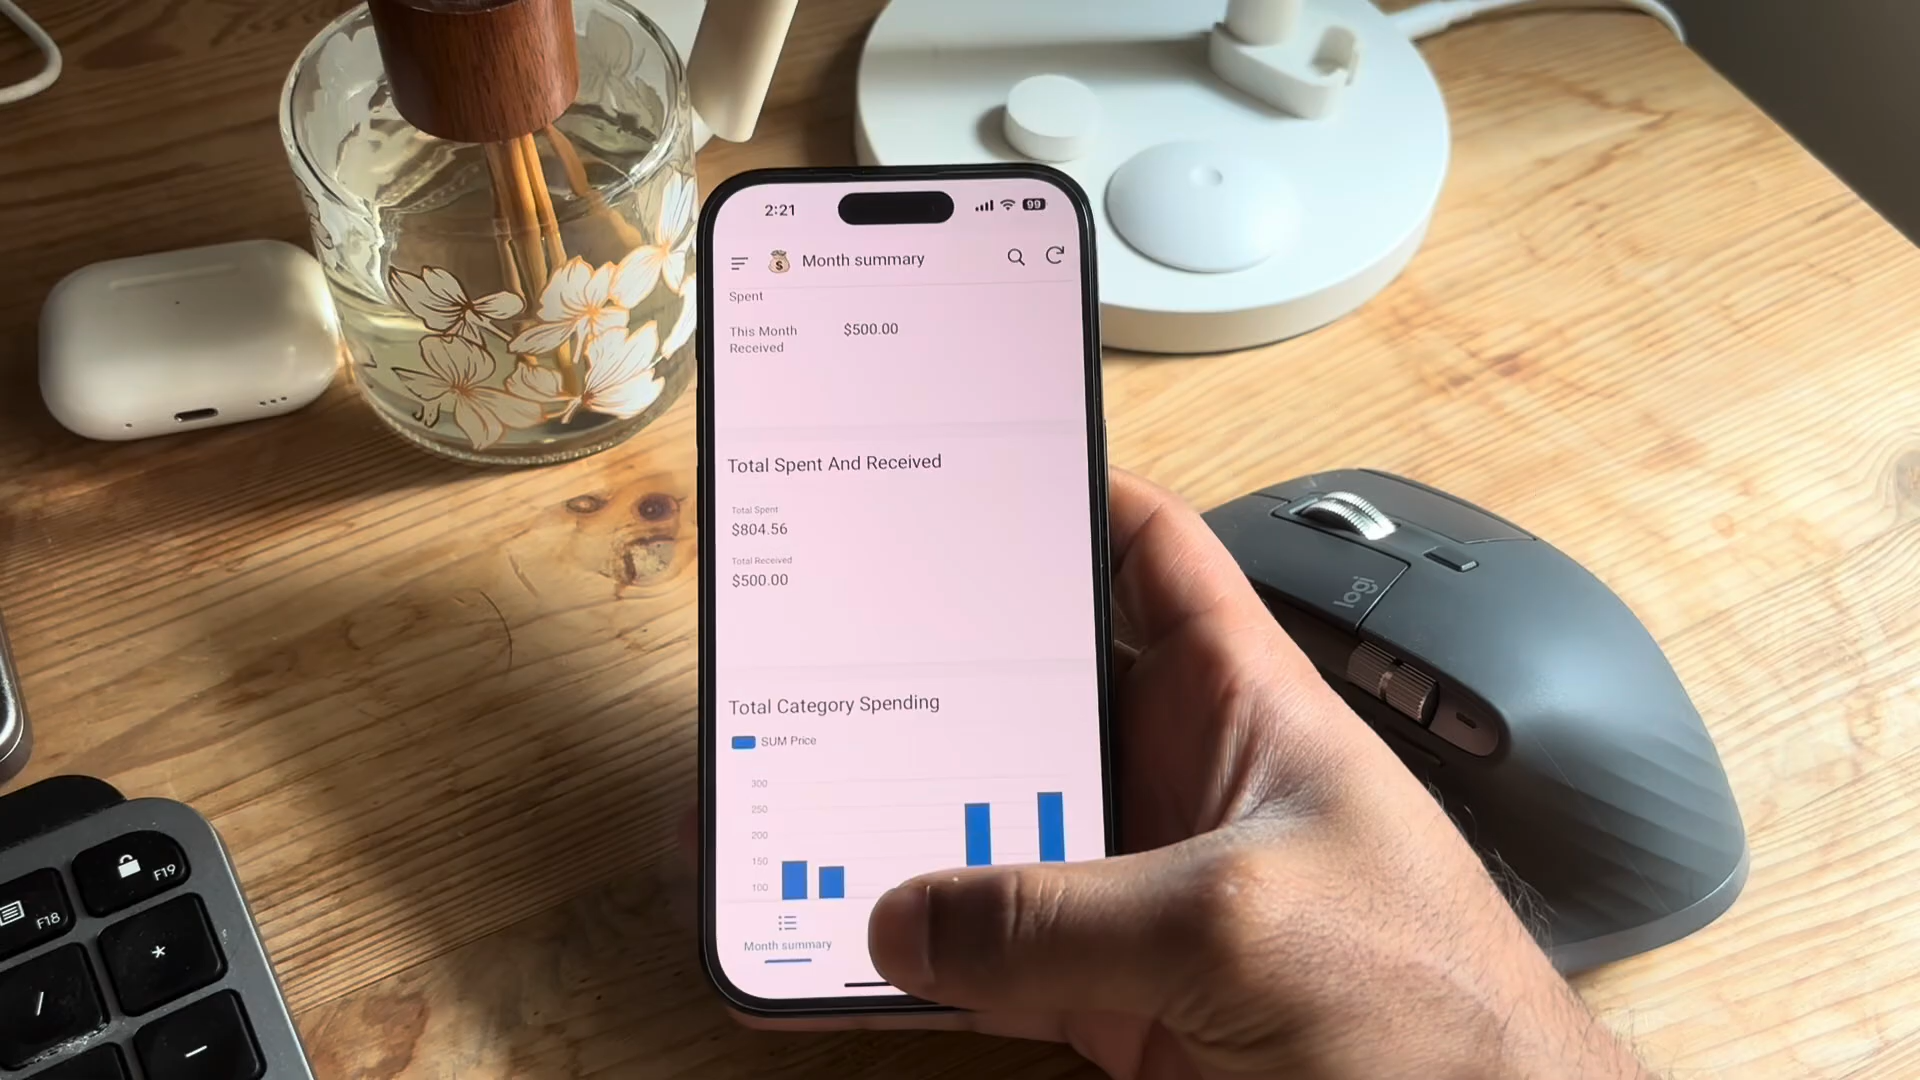 2:21
99
$
Month summary
Spent
This Month
Received
$500.00
Total Spent And Received
Total Spent
$804.56
Total Received
$500.00
Total Category Spending
SUM Price
300
250
200
150
100
Month summary
logi
F19
F18
*
/
−